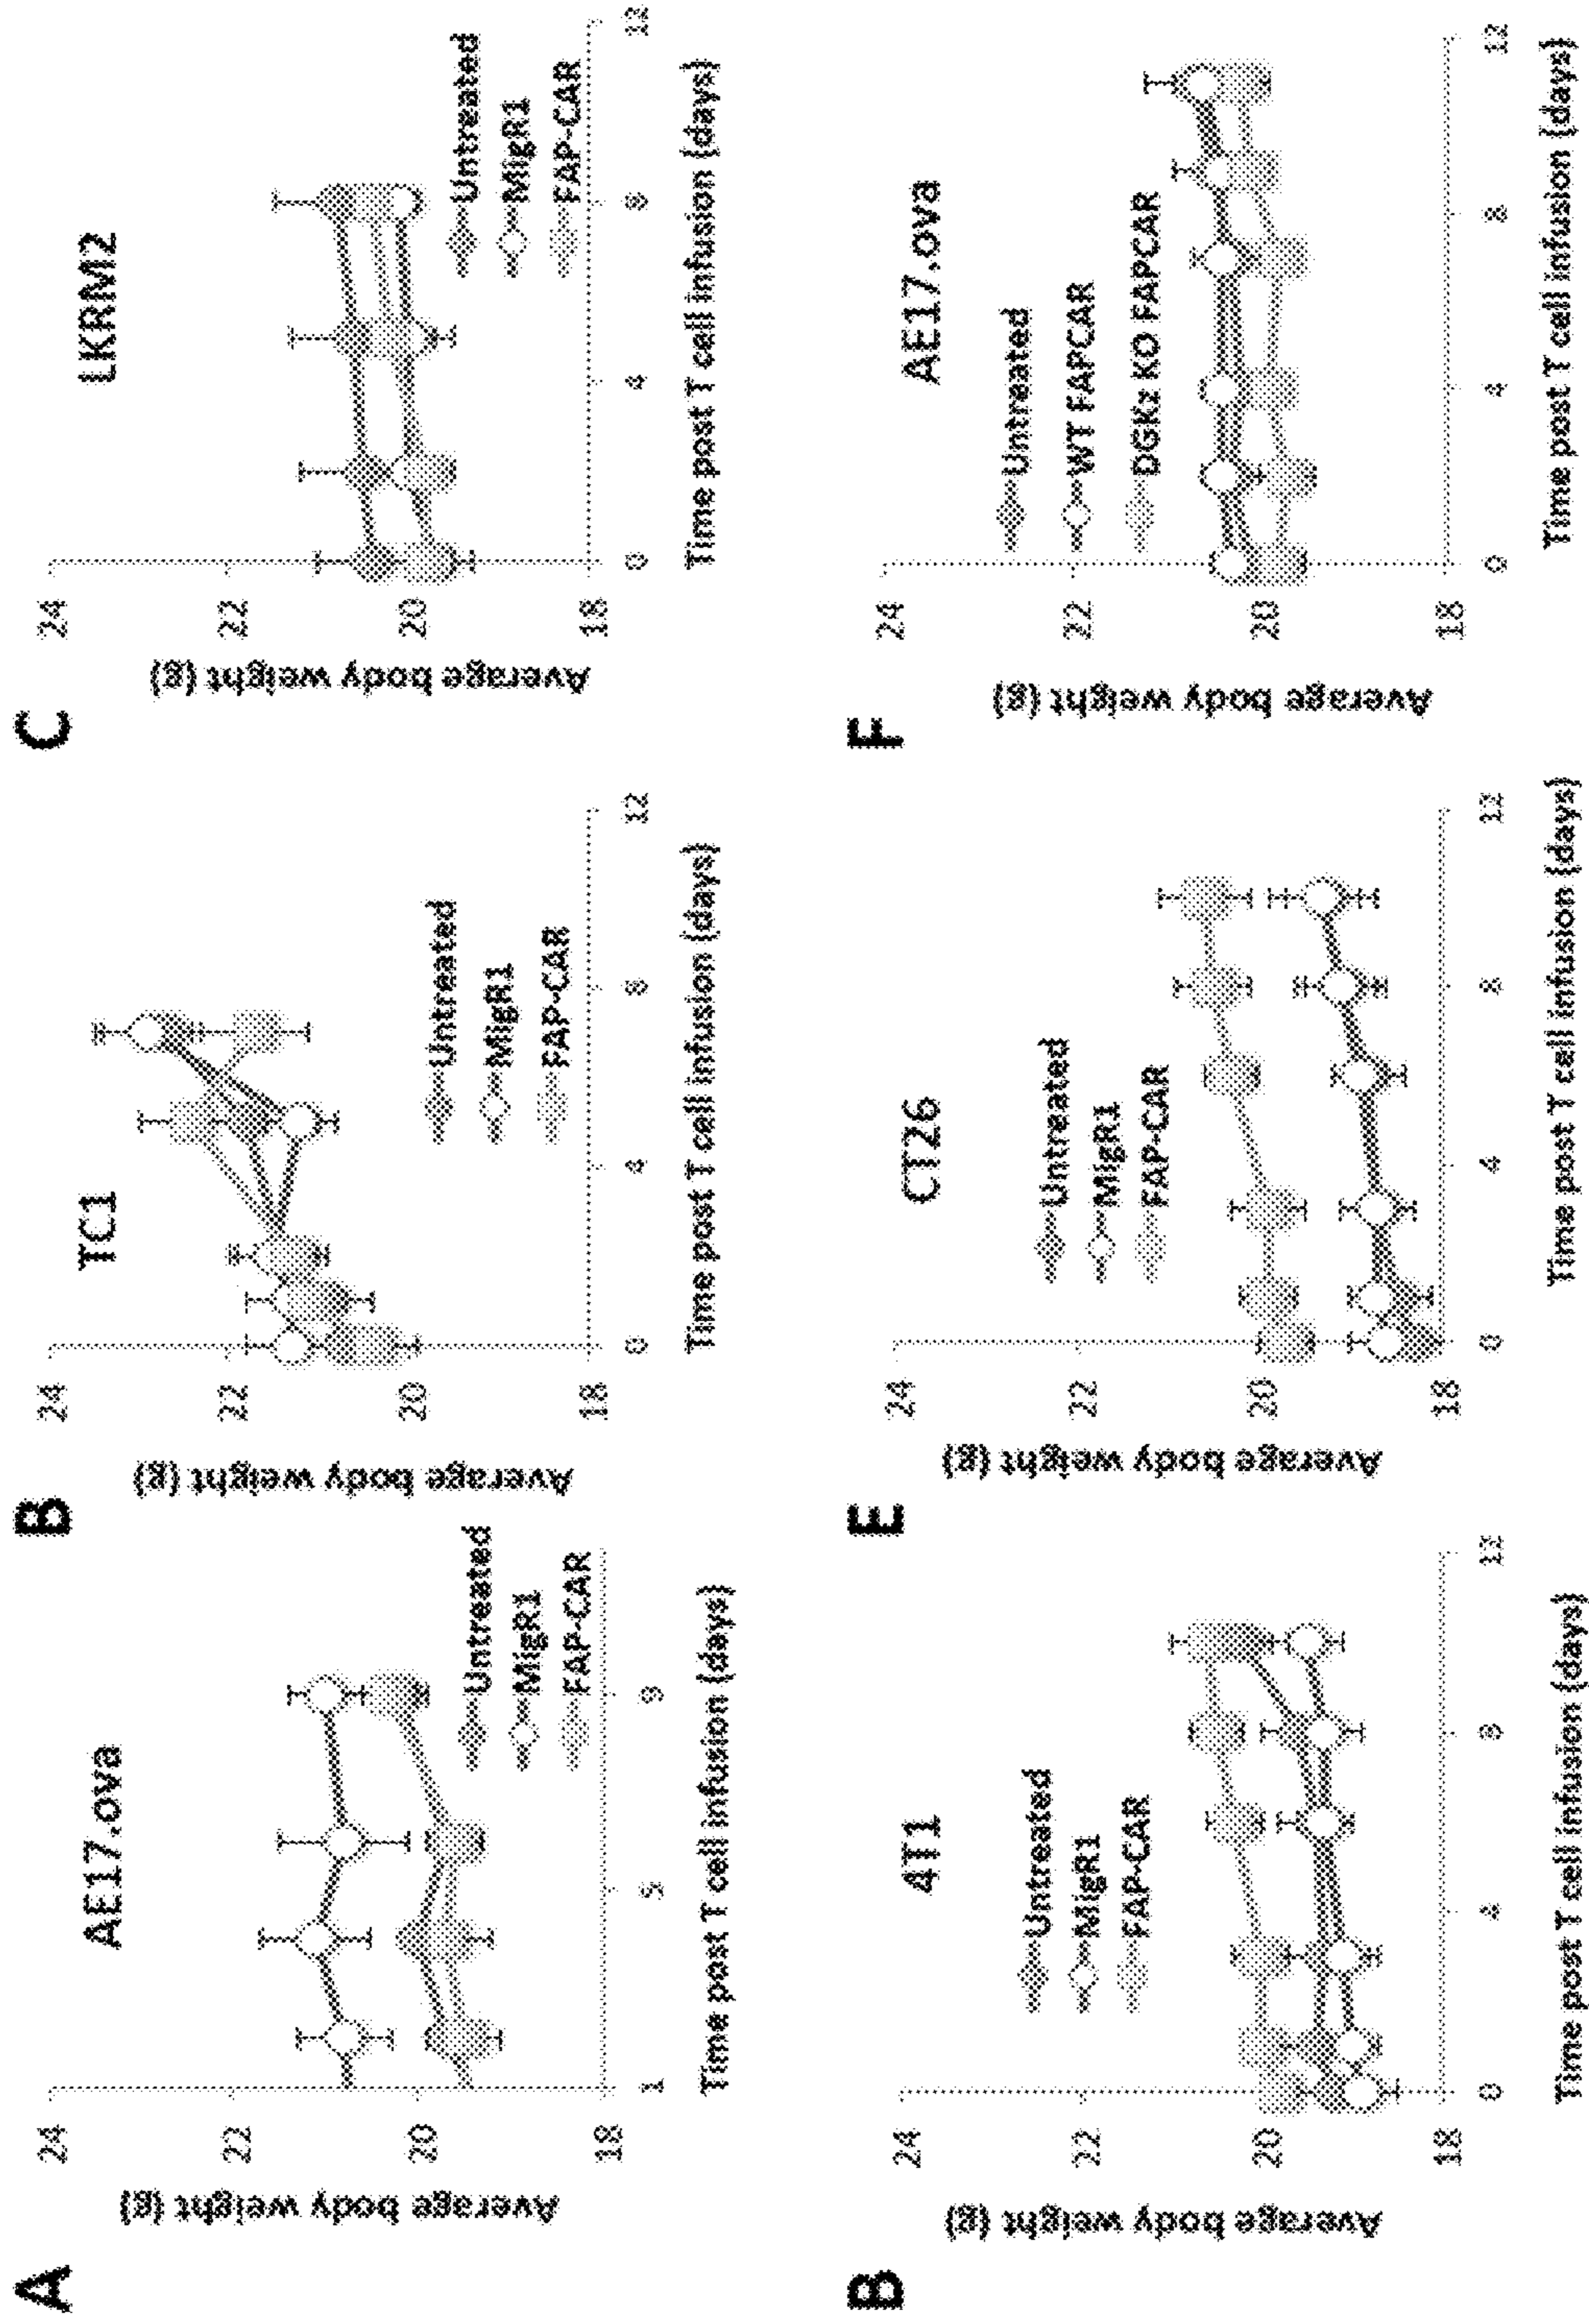 A
AE17.ova
Average body weight (g)
24
22
20
18
1
5
9
Time post T cell infusion (days)
Untreated
MigR1
FAP-CAR
B
TC1
Average body weight (g)
24
22
20
18
0
4
8
12
Time post T cell infusion (days)
Untreated
MigR1
FAP-CAR
C
LKRM2
Average body weight (g)
24
22
20
18
0
4
8
12
Time post T cell infusion (days)
Untreated
MigR1
FAP-CAR
B
4T1
Average body weight (g)
24
22
20
18
0
4
8
12
Time post T cell infusion (days)
Untreated
MigR1
FAP-CAR
E
CT26
Average body weight (g)
24
22
20
18
0
4
8
12
Time post T cell infusion (days)
Untreated
MigR1
FAP-CAR
F
AE17.ova
Average body weight (g)
24
22
20
18
0
4
8
12
Time post T cell infusion (days)
Untreated
WT FAPCAR
DGKz KO FAPCAR